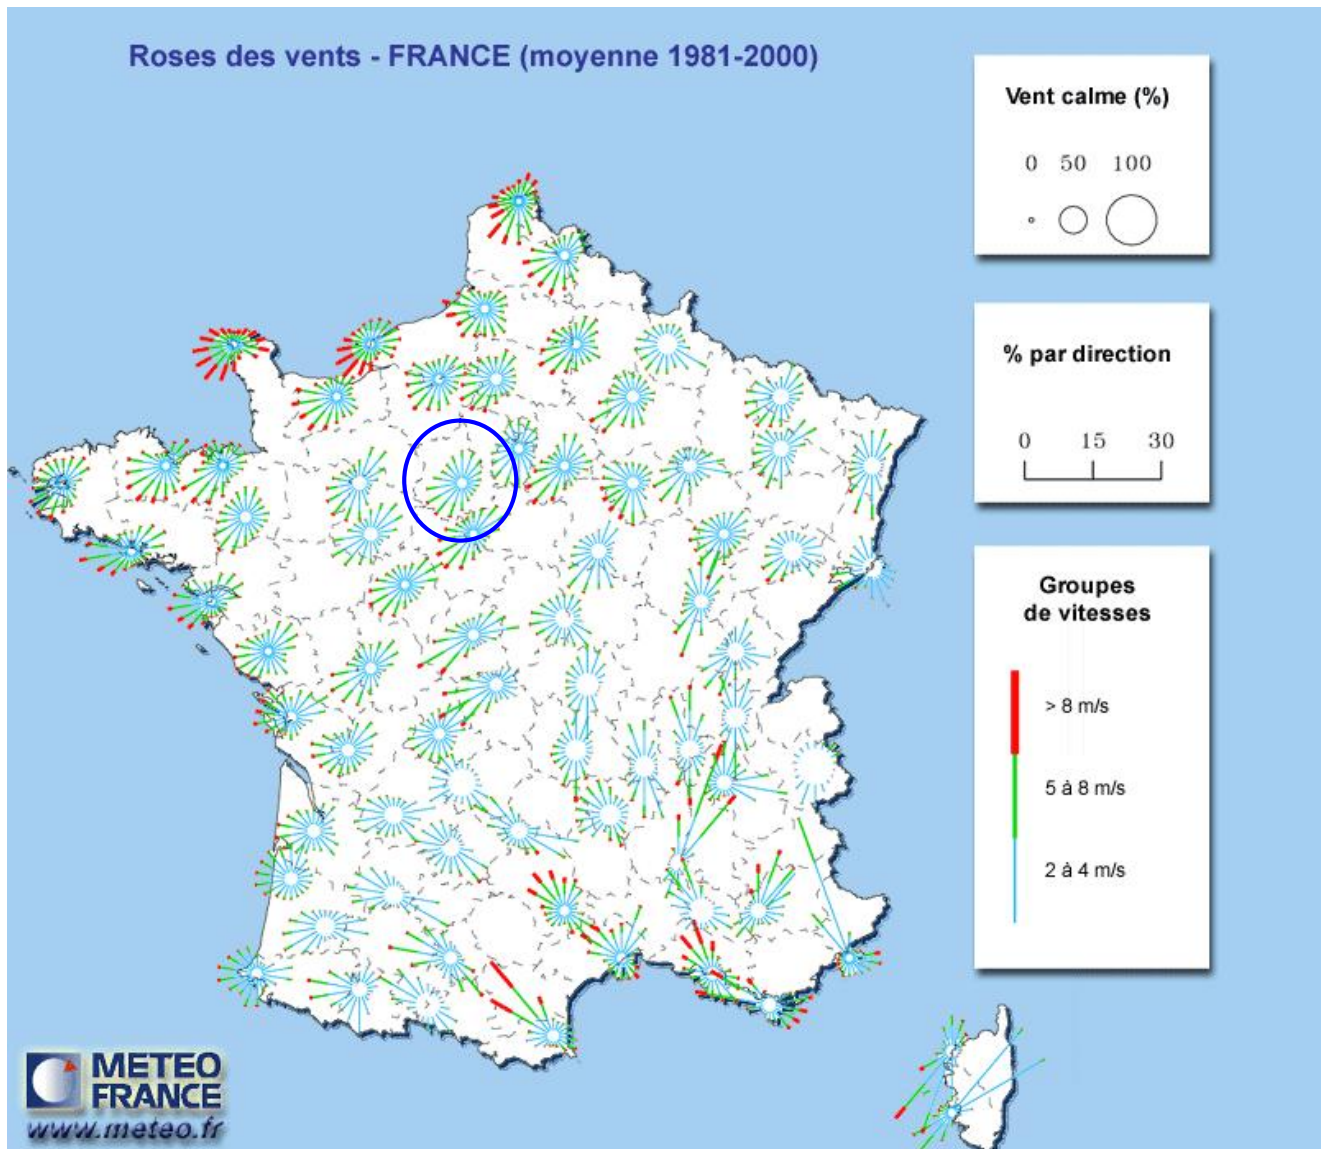 Roses des vents - FRANCE (moyenne 1981-2000)
Vent calme (%)
0 50 100
% par direction
0 15 30
Groupes
de vitesses
> 8 m/s
5 à 8 m/s
2 à 4 m/s
METEO
FRANCE
www.meteo.fr